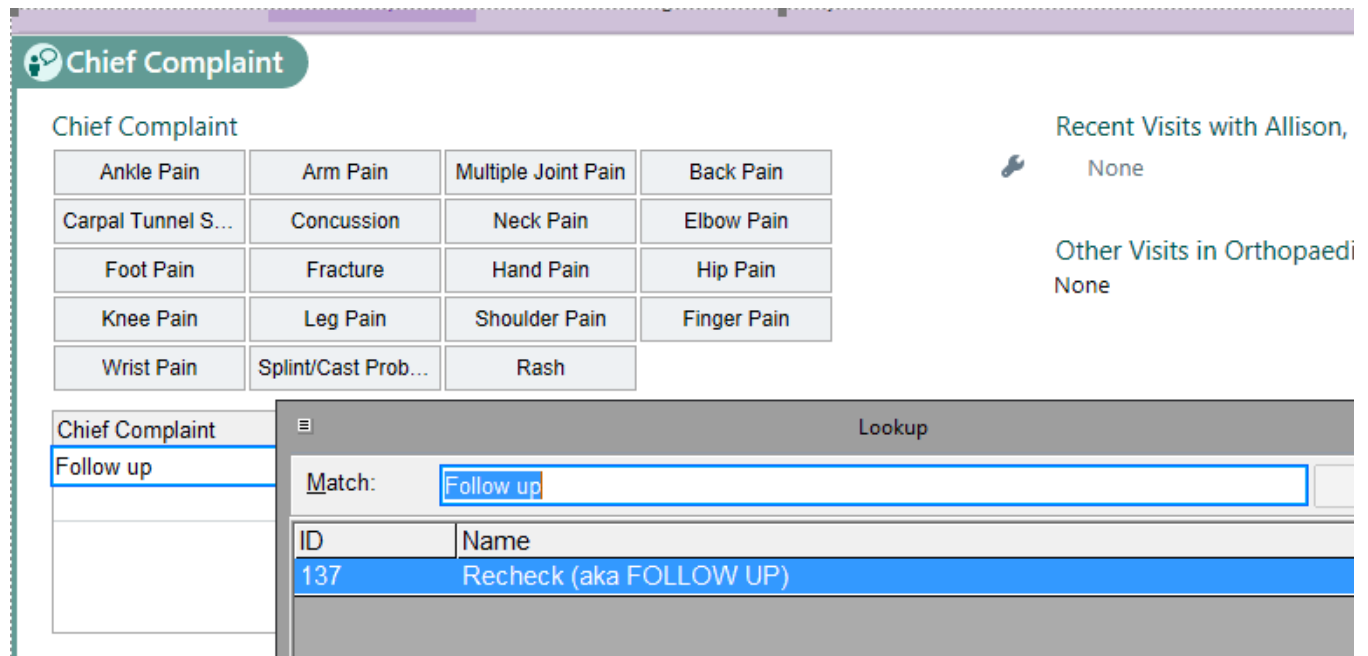 Chief Complaint
Chief Complaint
Ankle Pain Arm Pain Multiple Joint Pain Back Pain
Carpal Tunnel S... Concussion Neck Pain Elbow Pain
Foot Pain Fracture Hand Pain Hip Pain
Knee Pain Leg Pain Shoulder Pain Finger Pain
Wrist Pain Splint/Cast Prob... Rash
Recent Visits with Allison,
None
Other Visits in Orthopaedi
None
Chief Complaint
Follow up
Lookup
Match: Follow up
ID Name
137 Recheck (aka FOLLOW UP)